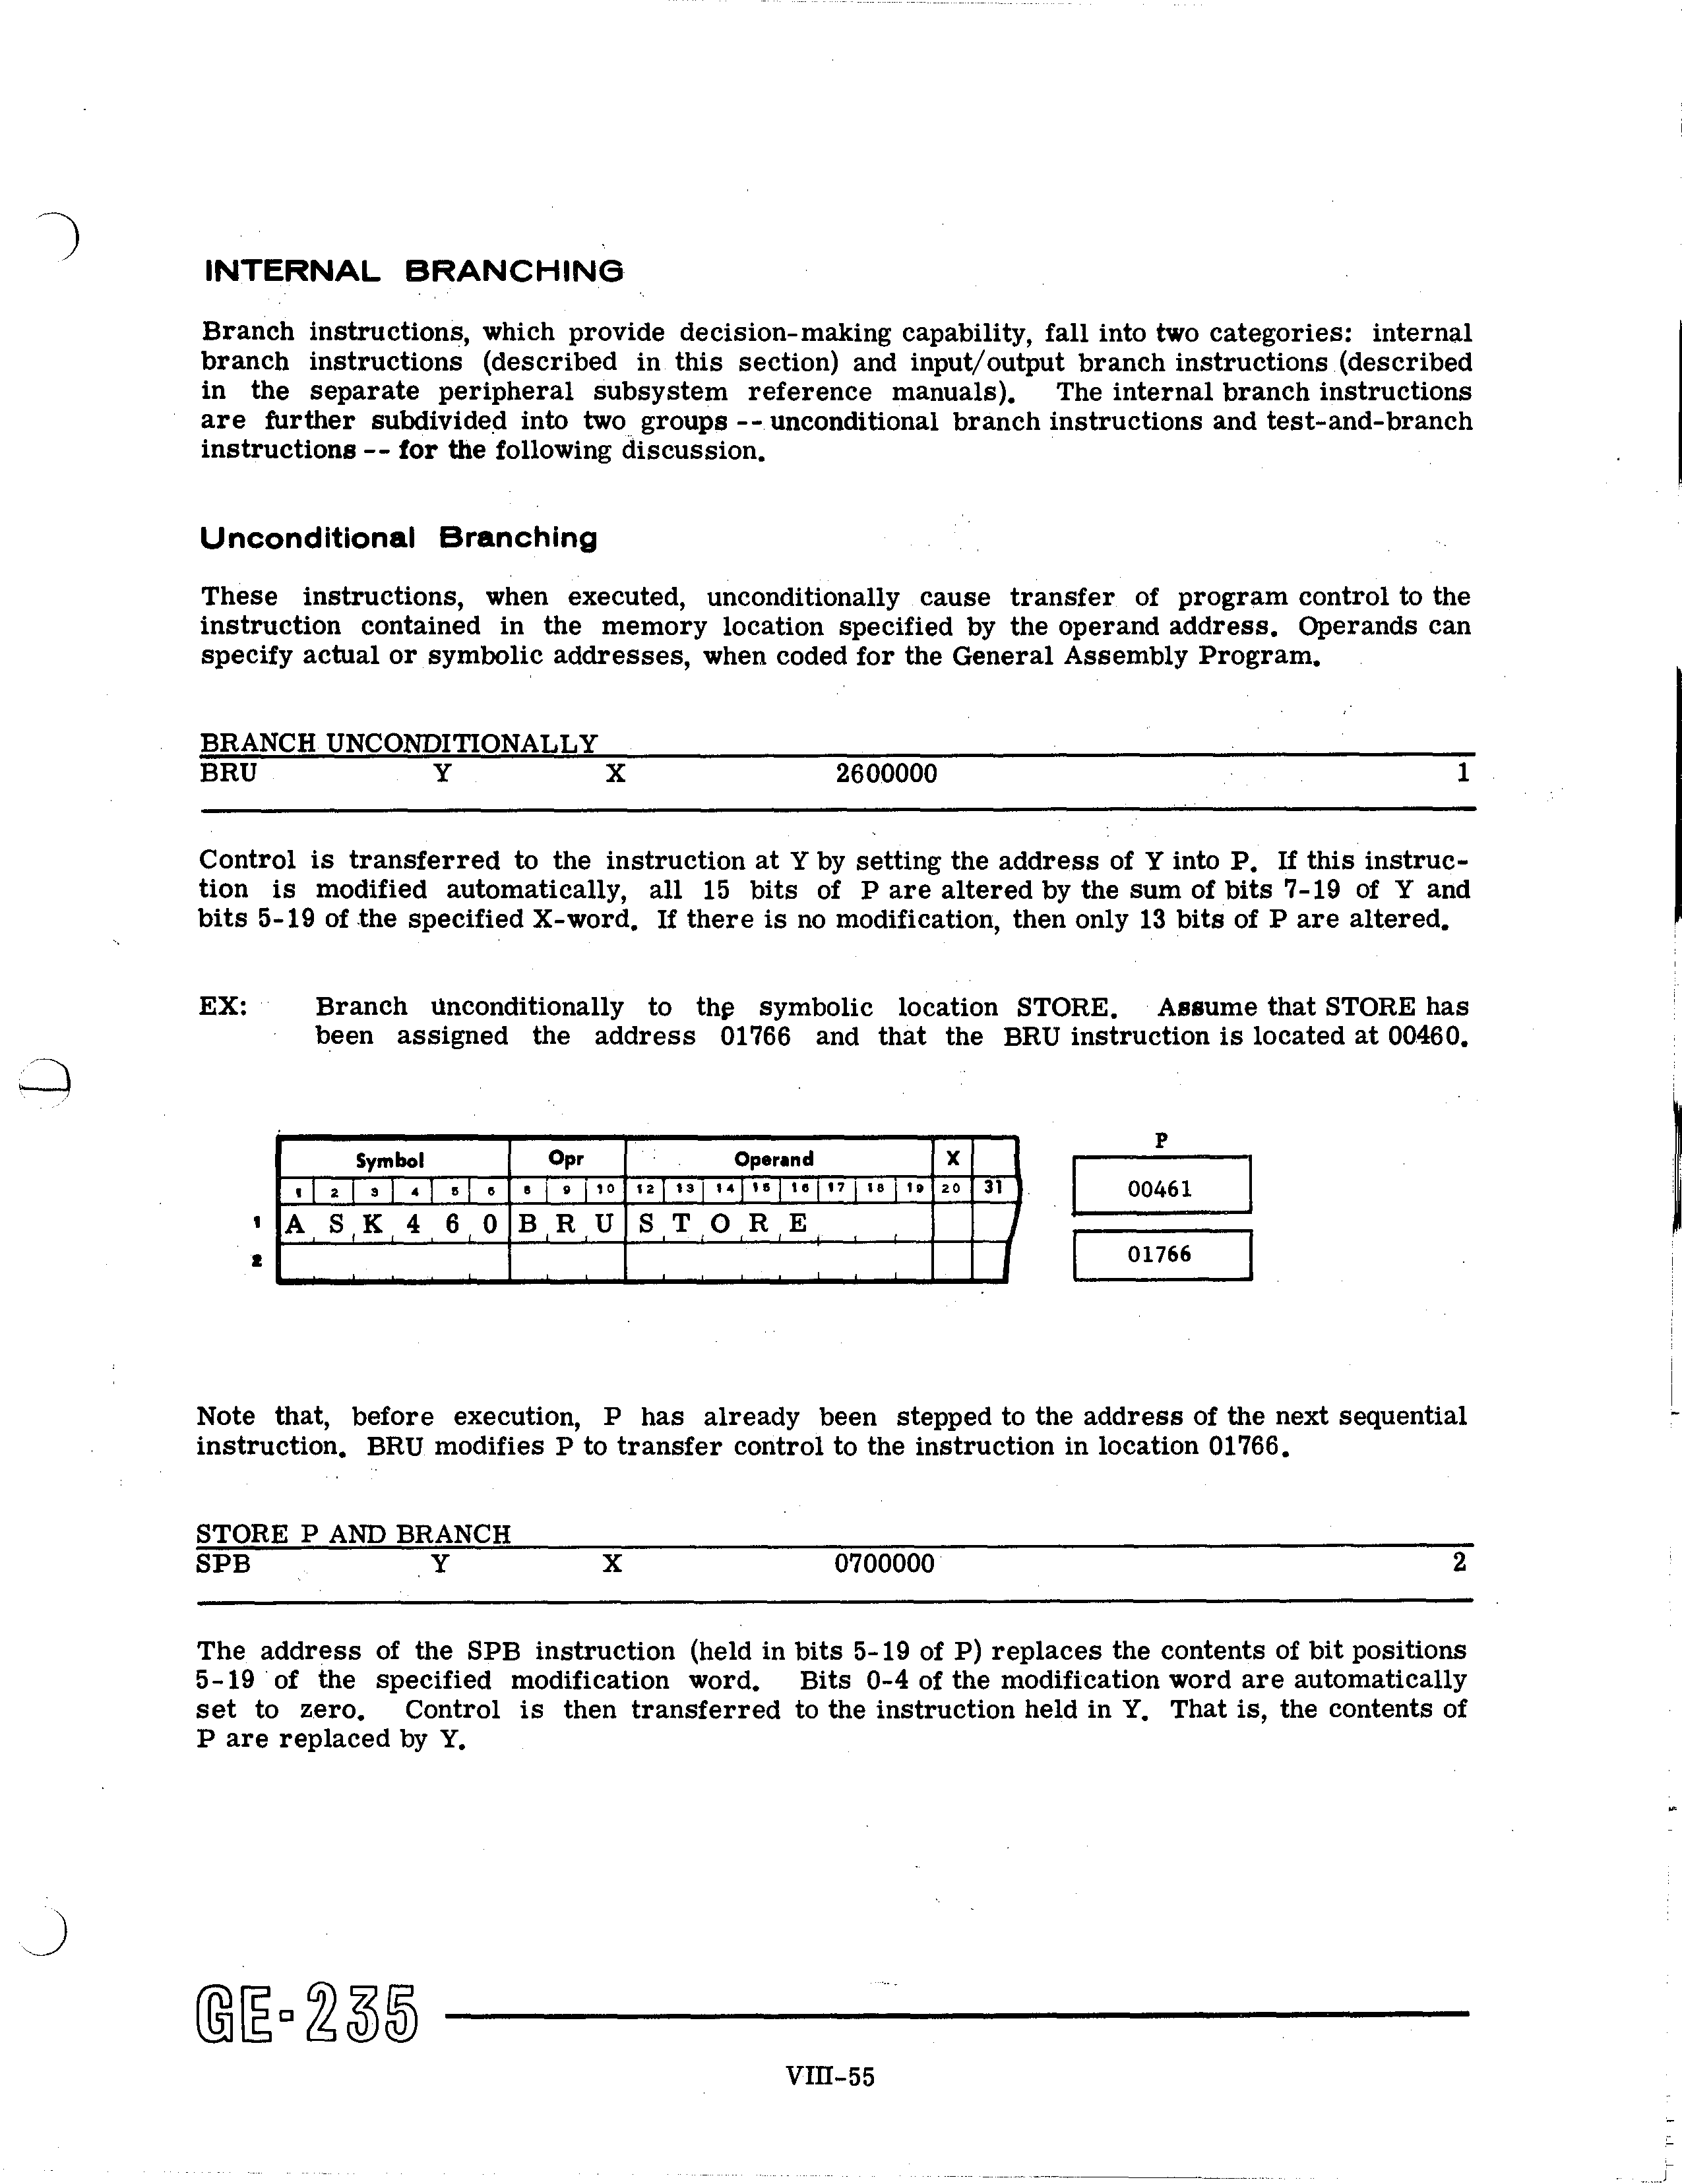 INTERNAL BRANCHING
Branch instructions, which provide decision-making capability, fall into two categories: internal
branch instructions (described in this section) and input/output branch instructions (described
in the separate peripheral subsystem reference manuals). The internal branch instructions
are further subdivided into two groups -- unconditional branch instructions and test-and-branch
instructions -- for the following discussion.
Unconditional Branching
These instructions, when executed, unconditionally cause transfer of program control to the
instruction contained in the memory location specified by the operand address. Operands can
specify actual or symbolic addresses, when coded for the General Assembly Program.
BRANCH UNCONDITIONALLY
BRU Y X 2600000 1
Control is transferred to the instruction at Y by setting the address of Y into P. If this instruc-
tion is modified automatically, all 15 bits of P are altered by the sum of bits 7-19 of Y and
bits 5-19 of the specified X-word. If there is no modification, then only 13 bits of P are altered.
EX: Branch unconditionally to the symbolic location STORE. Assume that STORE has
been assigned the address 01766 and that the BRU instruction is located at 00460.
P
Symbol Opr Operand X
1 2 3 4 5 6 8 9 10 12 13 14 15 16 17 18 19 20 31
00461
1 A S K 4 6 0 B R U S T O R E
2
01766
Note that, before execution, P has already been stepped to the address of the next sequential
instruction. BRU modifies P to transfer control to the instruction in location 01766.
STORE P AND BRANCH
SPB Y X 0700000 2
The address of the SPB instruction (held in bits 5-19 of P) replaces the contents of bit positions
5-19 of the specified modification word. Bits 0-4 of the modification word are automatically
set to zero. Control is then transferred to the instruction held in Y. That is, the contents of
P are replaced by Y.
GE-235
VIII-55